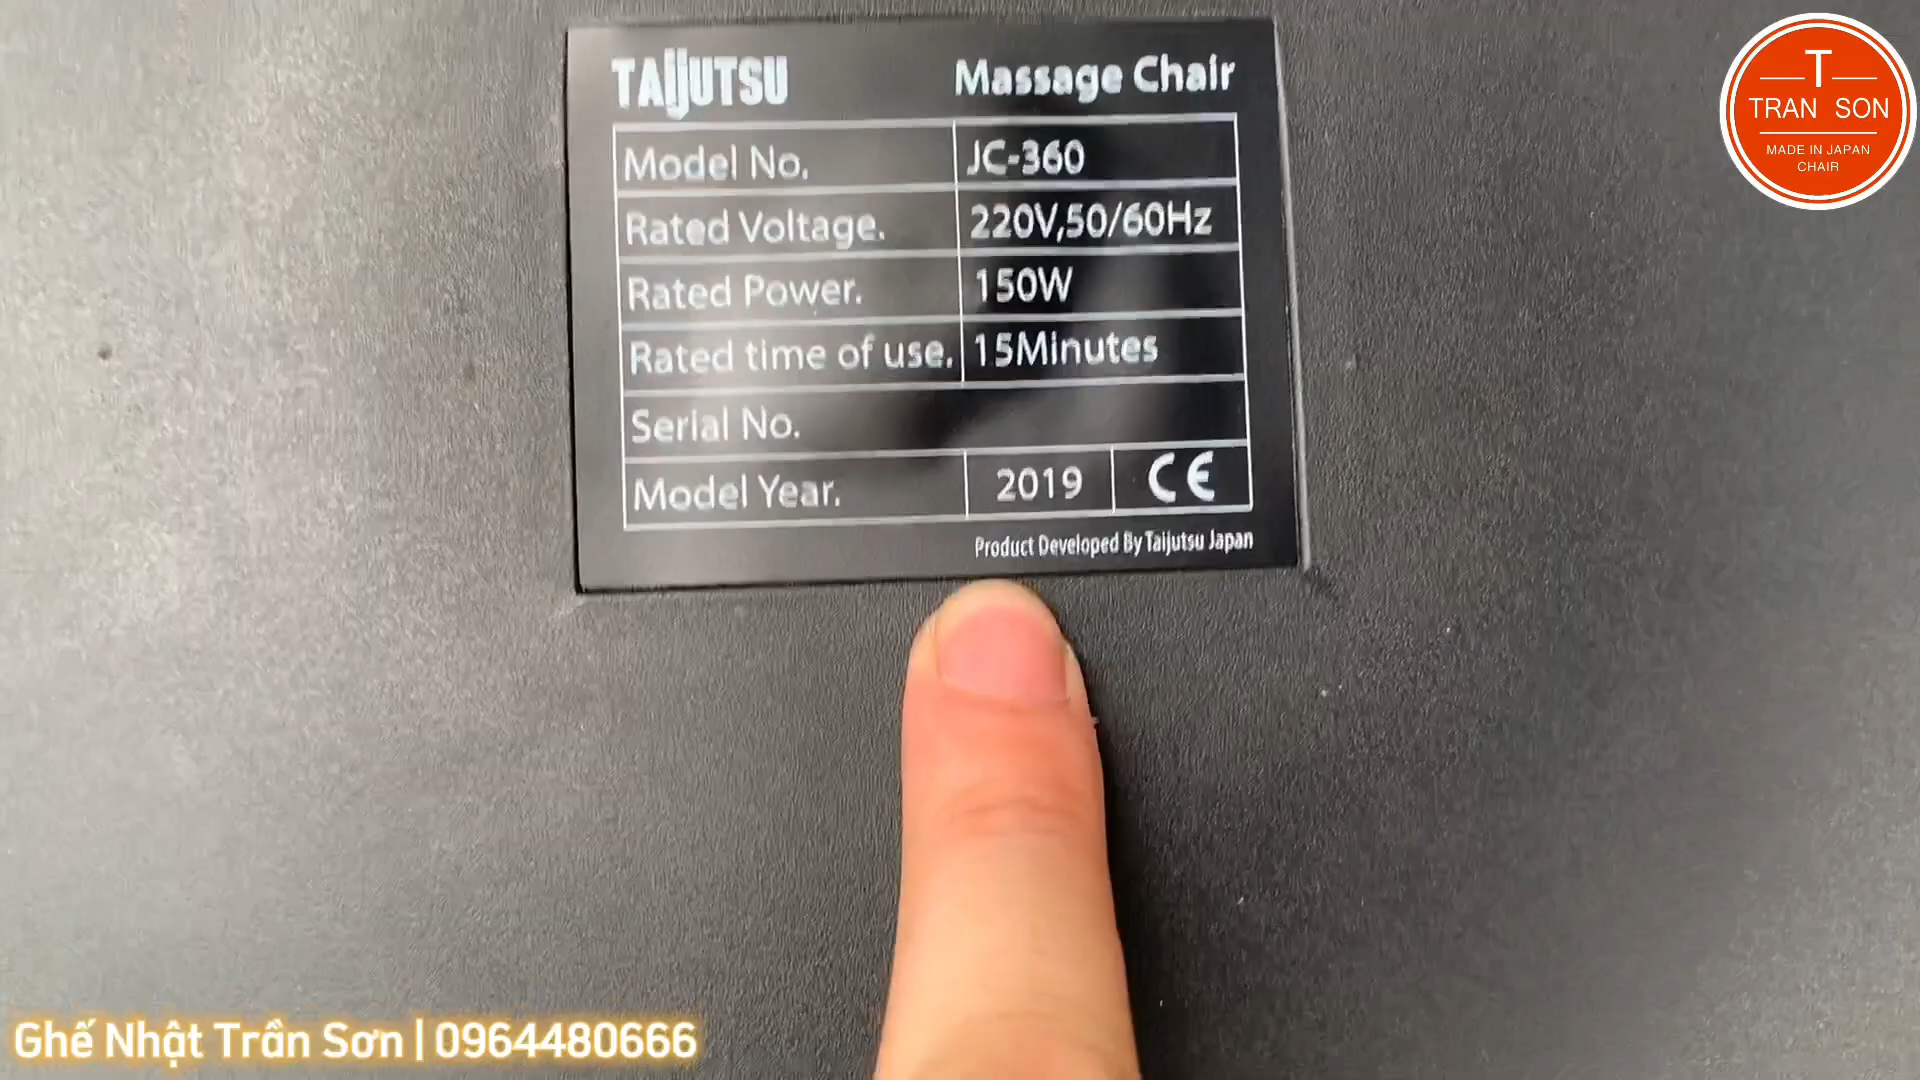 TAIJUTSU Massage Chair
Model No. JC-360
Rated Voltage. 220V,50/60Hz
Rated Power. 150W
Rated time of use. 15Minutes
Serial No.
Model Year. 2019 CE
Product Developed By Taijutsu Japan
T
TRAN SON
MADE IN JAPAN
CHAIR
Ghế Nhật Trần Sơn | 0964480666